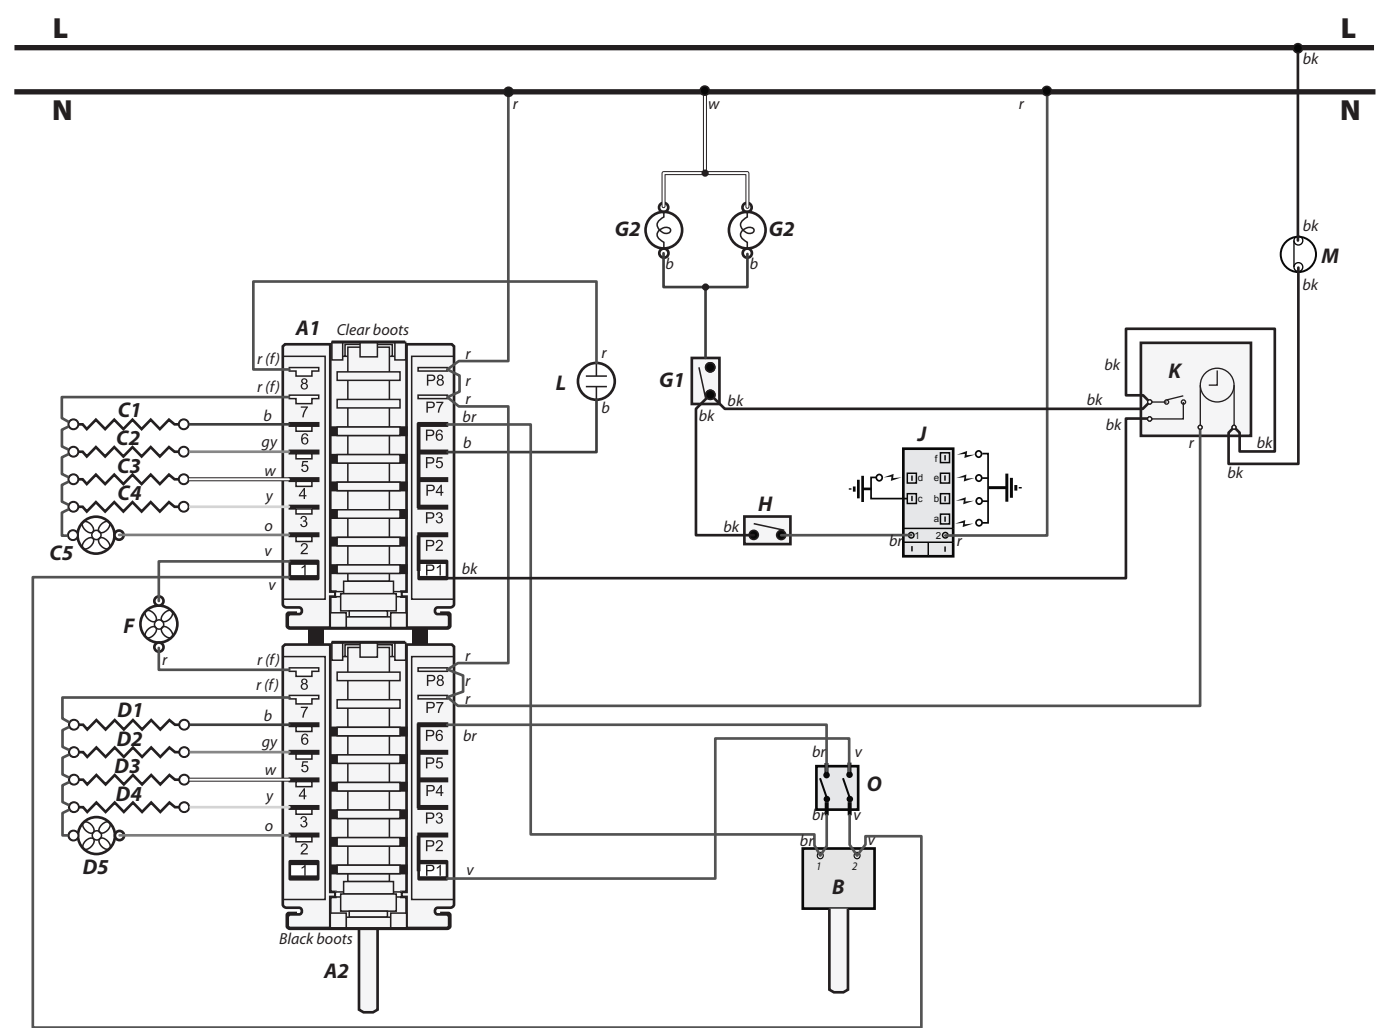 L L
bk
N N
r w r
bk
G2 G2 M
b b bk
A1 Clear boots
r (f) r r
8 P8 r L G1 bk K
r (f) r
7 P7 b bk bk
C1 b 6 P6 br bk bk
C2 gy 5 P5 b J r bk
C3 w 4 P4 f bk
C4 y 3 P3 d e
c b
H a
C5 o 2 P2 bk br 1 2 r
v 1 P1 bk
v
F
r r (f) r
8 P8 r
r (f) r
7 P7
D1 b 6 P6 br
D2 gy 5 P5 br v
D3 w 4 P4 O
D4 y 3 P3 br v
o 2 P2 br v
D5 1 P1 v 1 2
B
Black boots
A2